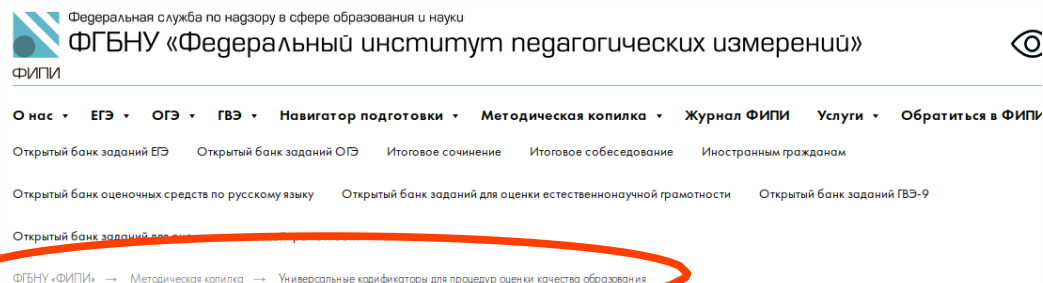 Федеральная служба по надзору в сфере образования и науки
ФГБНУ «Федеральный институт педагогических измерений»
ФИПИ
О нас ЕГЭ ОГЭ ГВЭ Навигатор подготовки Методическая копилка Журнал ФИПИ Услуги Обратиться в ФИПИ
Открытый банк заданий ЕГЭ Открытый банк заданий ОГЭ Итоговое сочинение Итоговое собеседование Иностранным гражданам
Открытый банк оценочных средств по русскому языку Открытый банк заданий для оценки естественнонаучной грамотности Открытый банк заданий ГВЭ-9
Открытый банк заданий для
ФГБНУ «ФИПИ» → Методическая копилка → Универсальные кодификаторы для процедур оценки качества образования